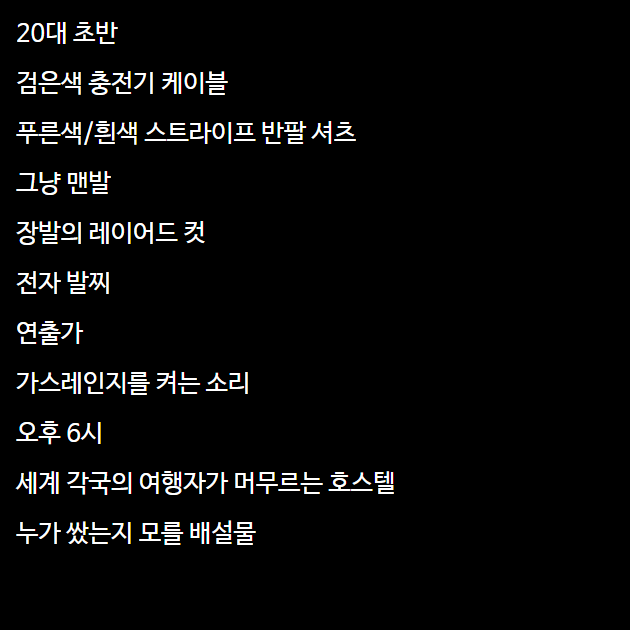 20대 초반
검은색 충전기 케이블
푸른색/흰색 스트라이프 반팔 셔츠
그냥 맨발
장발의 레이어드 컷
전자 발찌
연출가
가스레인지를 켜는 소리
오후 6시
세계 각국의 여행자가 머무르는 호스텔
누가 쌌는지 모를 배설물